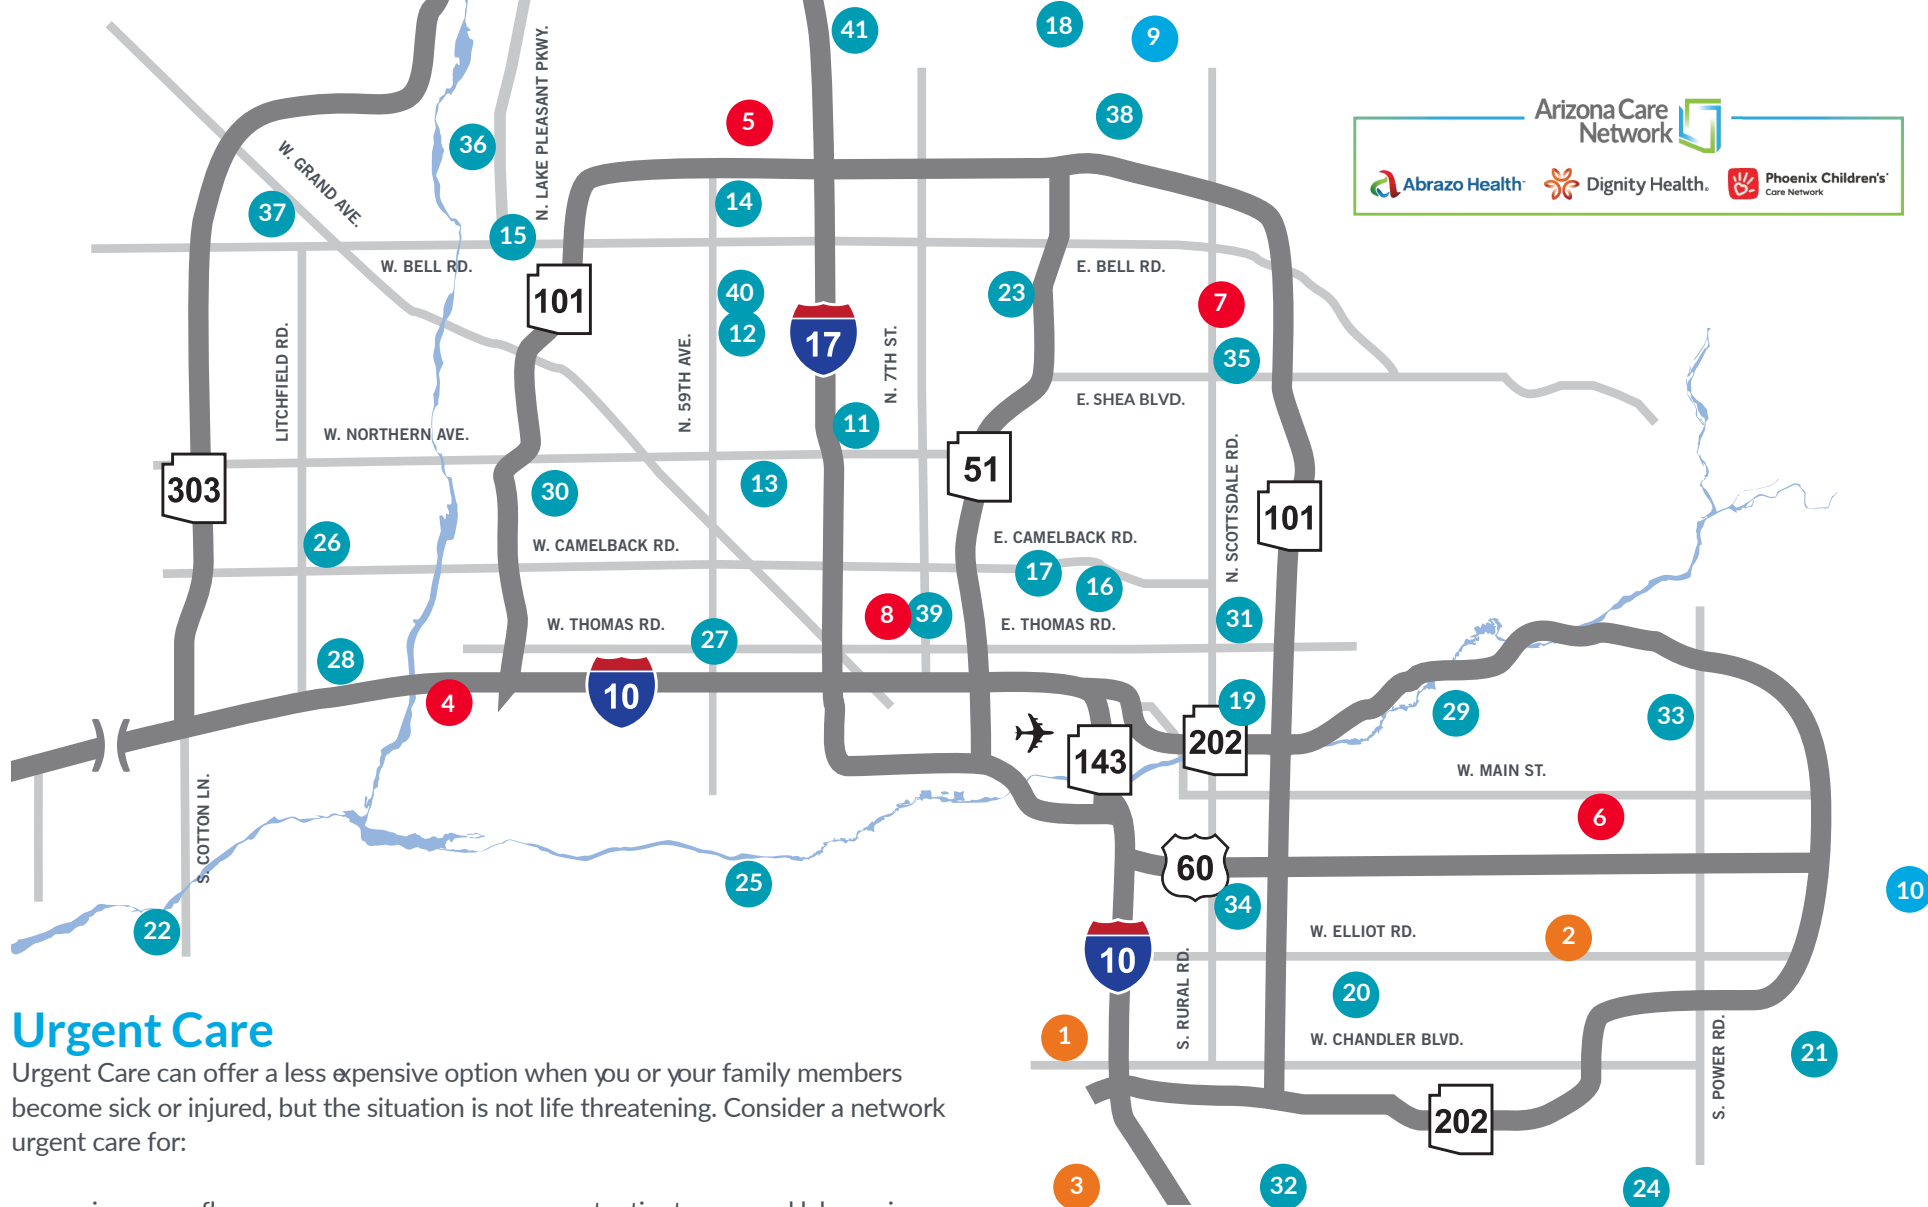 41
18
9
5
38
Arizona Care
Network
36
N. LAKE PLEASANT PKWY.
W. GRAND AVE.
Abrazo Health
Dignity Health.
Phoenix Children's
Care Network
37
14
15
W. BELL RD.
E. BELL RD.
101
40
23
7
12
17
LITCHFIELD RD.
N. 59TH AVE.
N. 7TH ST.
35
E. SHEA BLVD.
11
W. NORTHERN AVE.
51
303
30
13
N. SCOTTSDALE RD.
101
26
W. CAMELBACK RD.
E. CAMELBACK RD.
17
16
8
39
31
W. THOMAS RD.
E. THOMAS RD.
27
28
4
10
19
29
33
202
143
W. MAIN ST.
6
S. COTTON LN.
60
25
10
34
22
W. ELLIOT RD.
2
10
20
S. RURAL RD.
Urgent Care
1
W. CHANDLER BLVD.
21
S. POWER RD.
Urgent Care can offer a less expensive option when you or your family members
become sick or injured, but the situation is not life threatening. Consider a network
urgent care for:
202
3
32
24